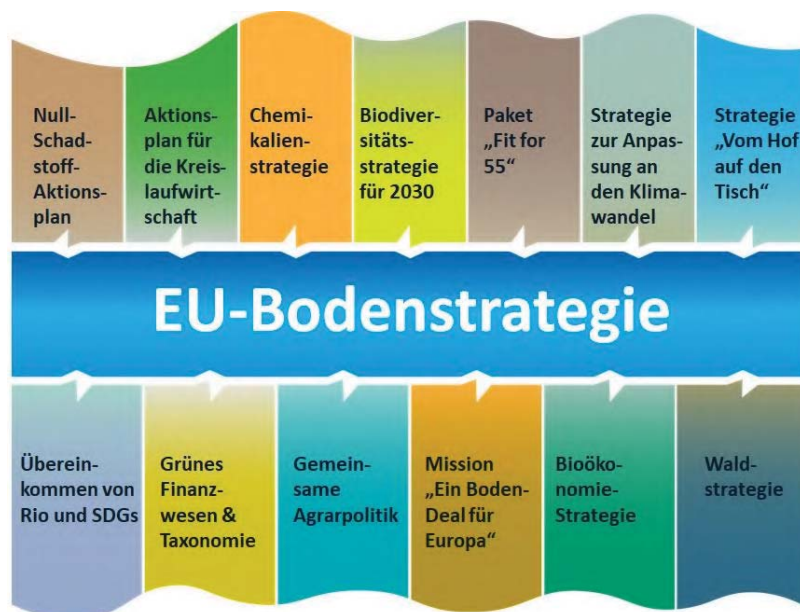 Null-
Schad-
stoff-
Aktions-
plan
Aktions-
plan für
die Kreis-
laufwirt-
schaft
Chemi-
kalien-
strategie
Biodiver-
sitäts-
strategie
für 2030
Paket
„Fit for
55“
Strategie
zur Anpas-
sung an
den Klima-
wandel
Strategie
„Vom Hof
auf den
Tisch“
EU-Bodenstrategie
Überein-
kommen von
Rio und SDGs
Grünes
Finanz-
wesen &
Taxonomie
Gemein-
same
Agrarpolitik
Mission
„Ein Boden-
Deal für
Europa“
Bioöko-
nomie-
Strategie
Wald-
strategie